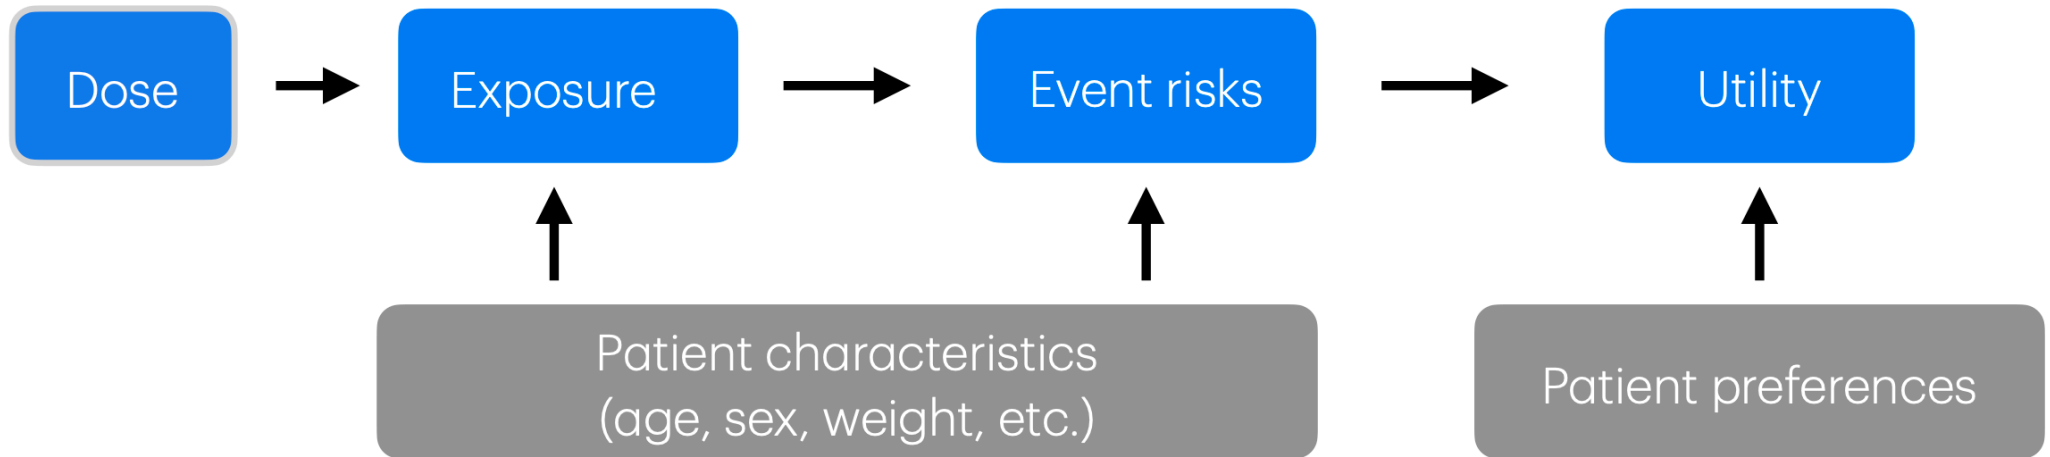 Dose
Exposure
Event risks
Utility
Patient characteristics
(age, sex, weight, etc.)
Patient preferences